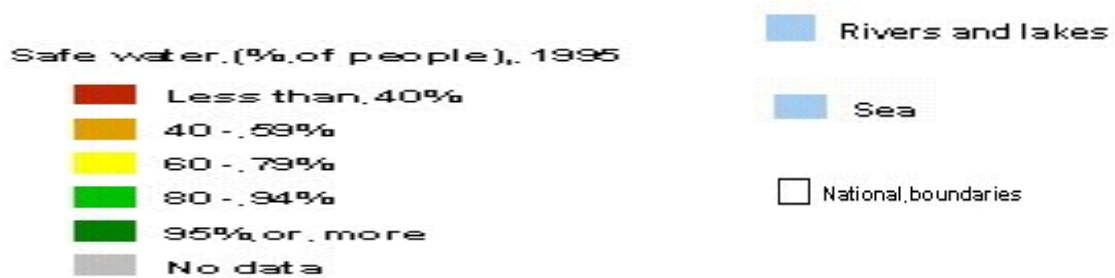 Safe water.(%.of people),. 1995
Less than.40%
40 -.59%
60 -.79%
80 -.94%
95%.or.more
No data
Rivers and lakes
Sea
National.boundaries